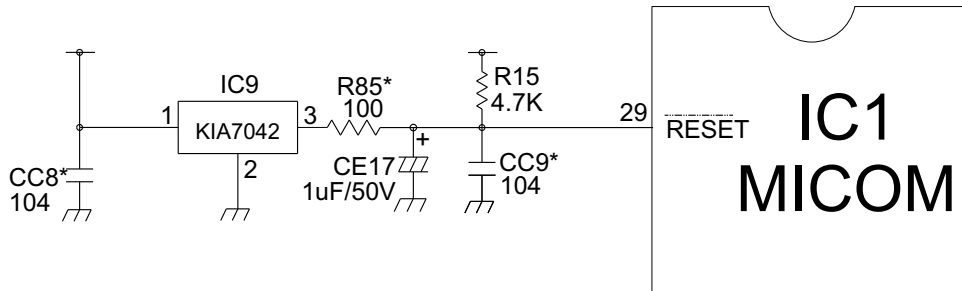 IC9
1
KIA7042
3
2
R85*
100
CC8*
104
CE17
1uF/50V
+
R15
4.7K
CC9*
104
29
RESET
IC1
MICOM